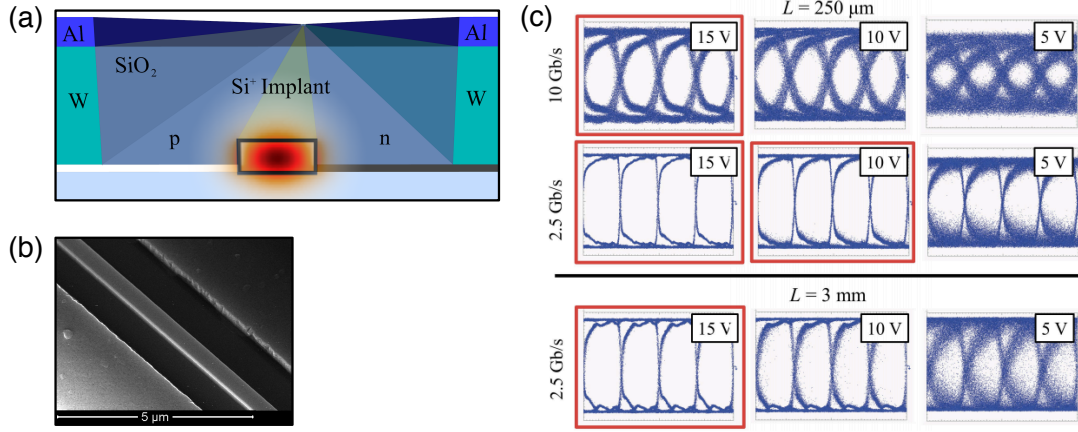 (a)
Al
Al
SiO₂
W
Si⁺ Implant
W
p
n
(b)
5 µm
(c)
L = 250 µm
10 Gb/s
15 V
10 V
5 V
2.5 Gb/s
15 V
10 V
5 V
L = 3 mm
2.5 Gb/s
15 V
10 V
5 V